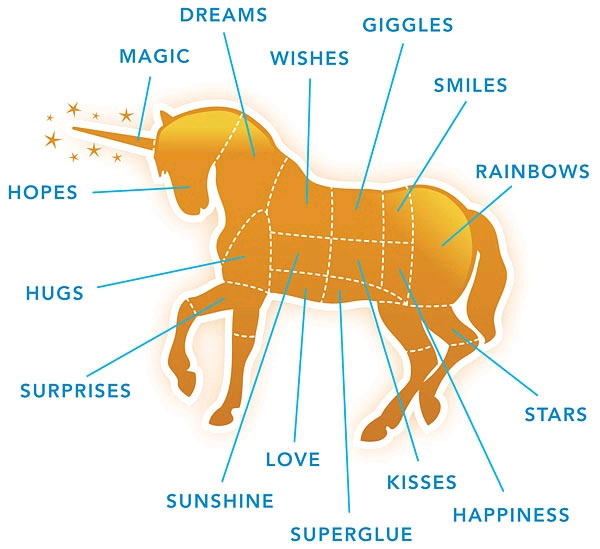 DREAMS
GIGGLES
MAGIC
WISHES
SMILES
RAINBOWS
HOPES
HUGS
SURPRISES
STARS
LOVE
KISSES
SUNSHINE
HAPPINESS
SUPERGLUE